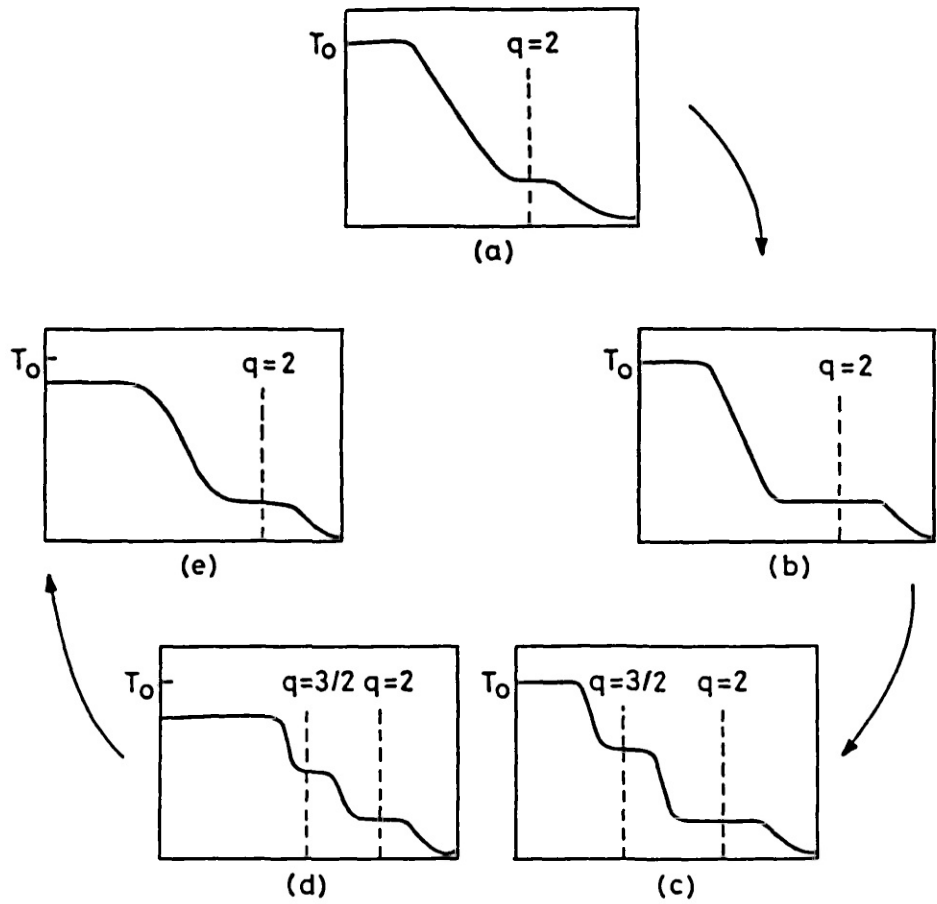 T₀
q=2
(a)
T₀
q=2
(e)
T₀
q=2
(b)
T₀
q=3/2 q=2
(d)
T₀
q=3/2 q=2
(c)